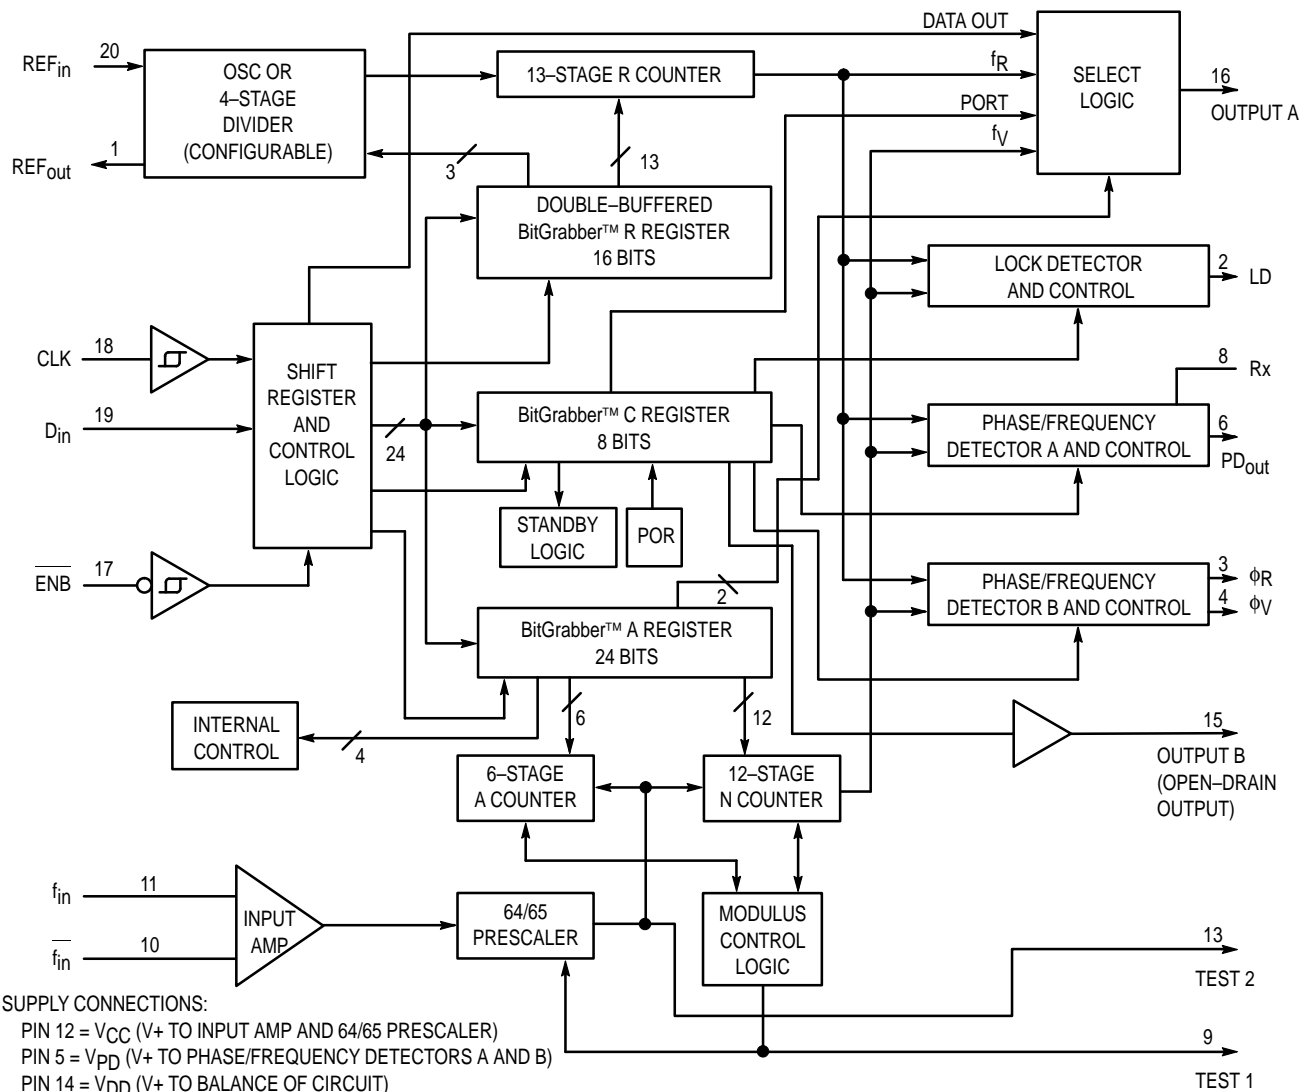 DATA OUT
20
REFin
OSC OR
4–STAGE
DIVIDER
(CONFIGURABLE)
13–STAGE R COUNTER
fR
SELECT
LOGIC
16
OUTPUT A
PORT
fV
1
REFout
3
13
DOUBLE–BUFFERED
BitGrabber™ R REGISTER
16 BITS
LOCK DETECTOR
AND CONTROL
2
LD
CLK
18
SHIFT
REGISTER
AND
CONTROL
LOGIC
8
Rx
19
Din
24
BitGrabber™ C REGISTER
8 BITS
PHASE/FREQUENCY
DETECTOR A AND CONTROL
6
PDout
STANDBY
LOGIC
POR
ENB
17
2
PHASE/FREQUENCY
DETECTOR B AND CONTROL
3
ϕR
4
ϕV
BitGrabber™ A REGISTER
24 BITS
INTERNAL
CONTROL
4
6
12
15
OUTPUT B
(OPEN–DRAIN
OUTPUT)
6–STAGE
A COUNTER
12–STAGE
N COUNTER
fin
11
INPUT
AMP
fin
10
64/65
PRESCALER
MODULUS
CONTROL
LOGIC
13
TEST 2
SUPPLY CONNECTIONS:
PIN 12 = VCC (V+ TO INPUT AMP AND 64/65 PRESCALER)
PIN 5 = VPD (V+ TO PHASE/FREQUENCY DETECTORS A AND B)
PIN 14 = VDD (V+ TO BALANCE OF CIRCUIT)
9
TEST 1